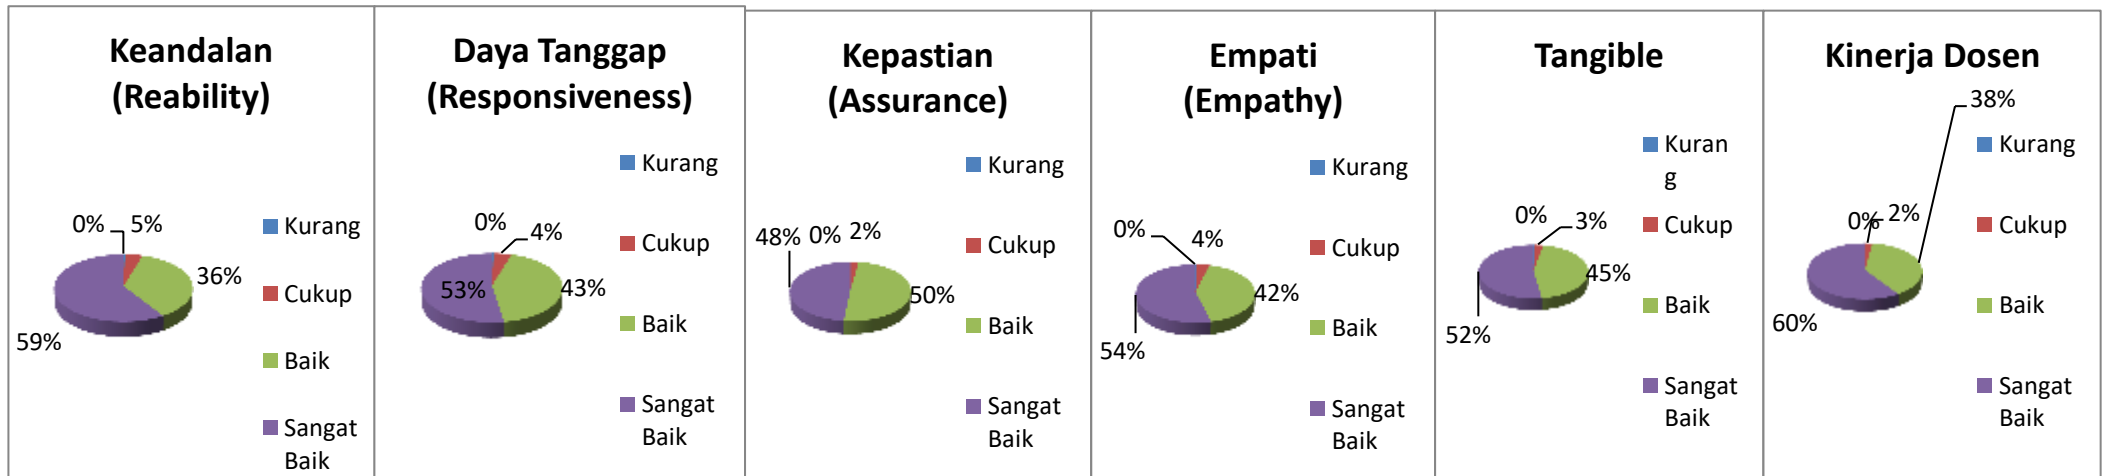 Keandalan
(Reability)
0%
5%
36%
59%
Kurang
Cukup
Baik
Sangat
Baik
Daya Tanggap
(Responsiveness)
0%
4%
43%
53%
Kurang
Cukup
Baik
Sangat
Baik
Kepastian
(Assurance)
48%
0%
2%
50%
Kurang
Cukup
Baik
Sangat
Baik
Empati
(Empathy)
0%
4%
42%
54%
Kurang
Cukup
Baik
Sangat
Baik
Tangible
0%
3%
45%
52%
Kuran
g
Cukup
Baik
Sangat
Baik
Kinerja Dosen
38%
0%
2%
60%
Kurang
Cukup
Baik
Sangat
Baik